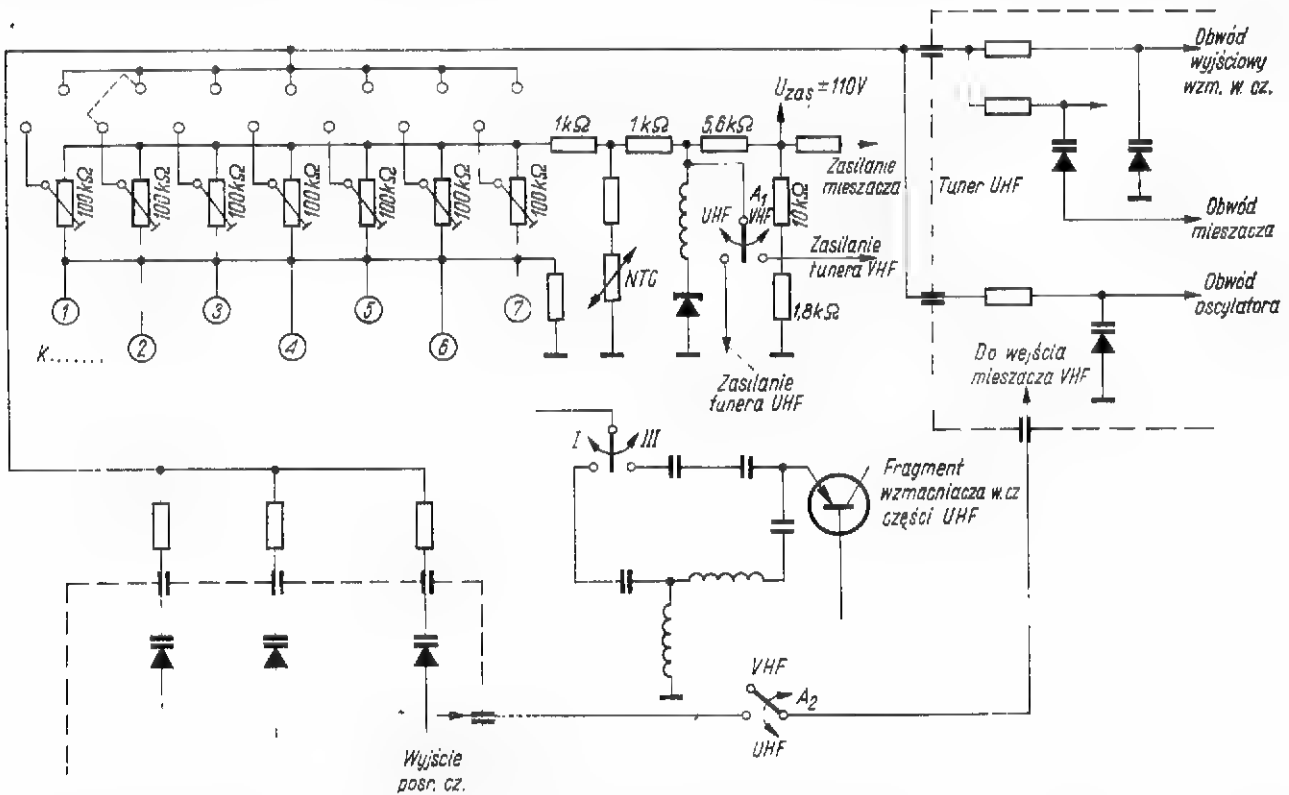 Obwód
wyjściowy
wzm. w. cz.
Uzas ±110V
1kΩ
1kΩ
5,6kΩ
Zasilanie
mieszacza
Tuner UHF
100kΩ
100kΩ
100kΩ
100kΩ
100kΩ
100kΩ
100kΩ
A1
UHF
VHF
10kΩ
Obwód
mieszacza
Zasilanie
tunera VHF
NTC
1
2
3
4
5
6
7
K.......
1,8kΩ
Obwód
oscylatora
Zasilanie
tunera UHF
Do wejścia
mieszacza VHF
I
III
Fragment
wzmacniacza w.cz
części UHF
VHF
A2
UHF
Wyjście
pośr. cz.